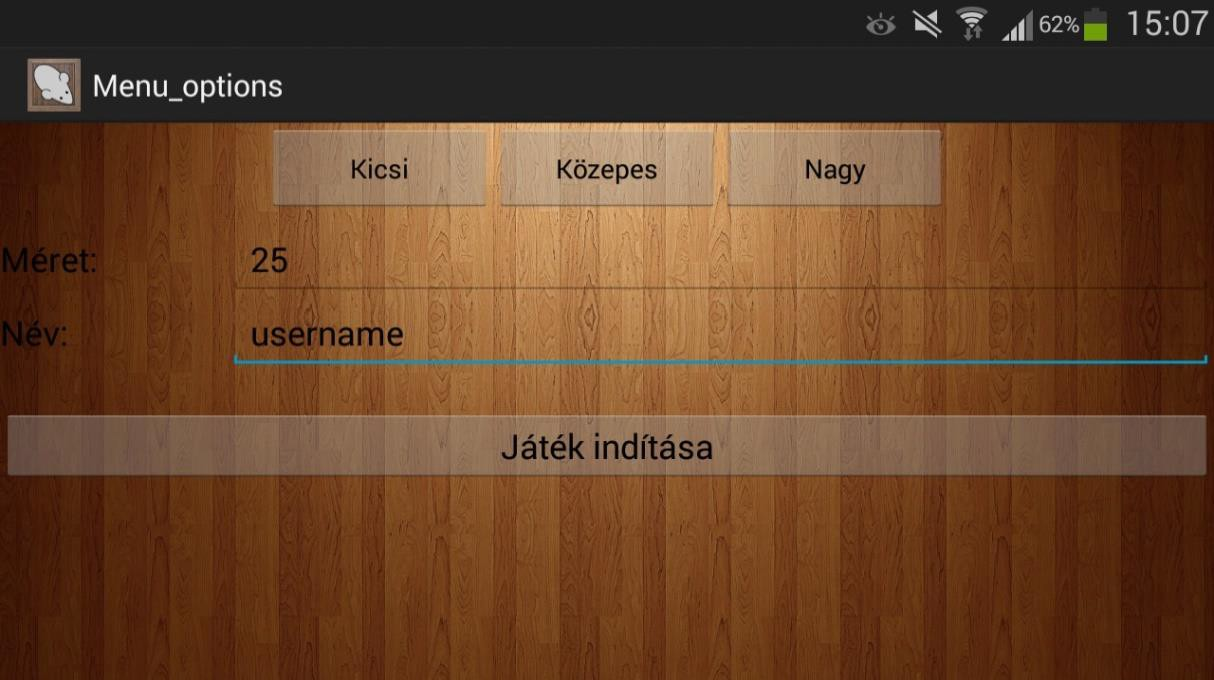 62% 15:07
Menu_options
Kicsi Közepes Nagy
Méret: 25
Név: username
Játék indítása